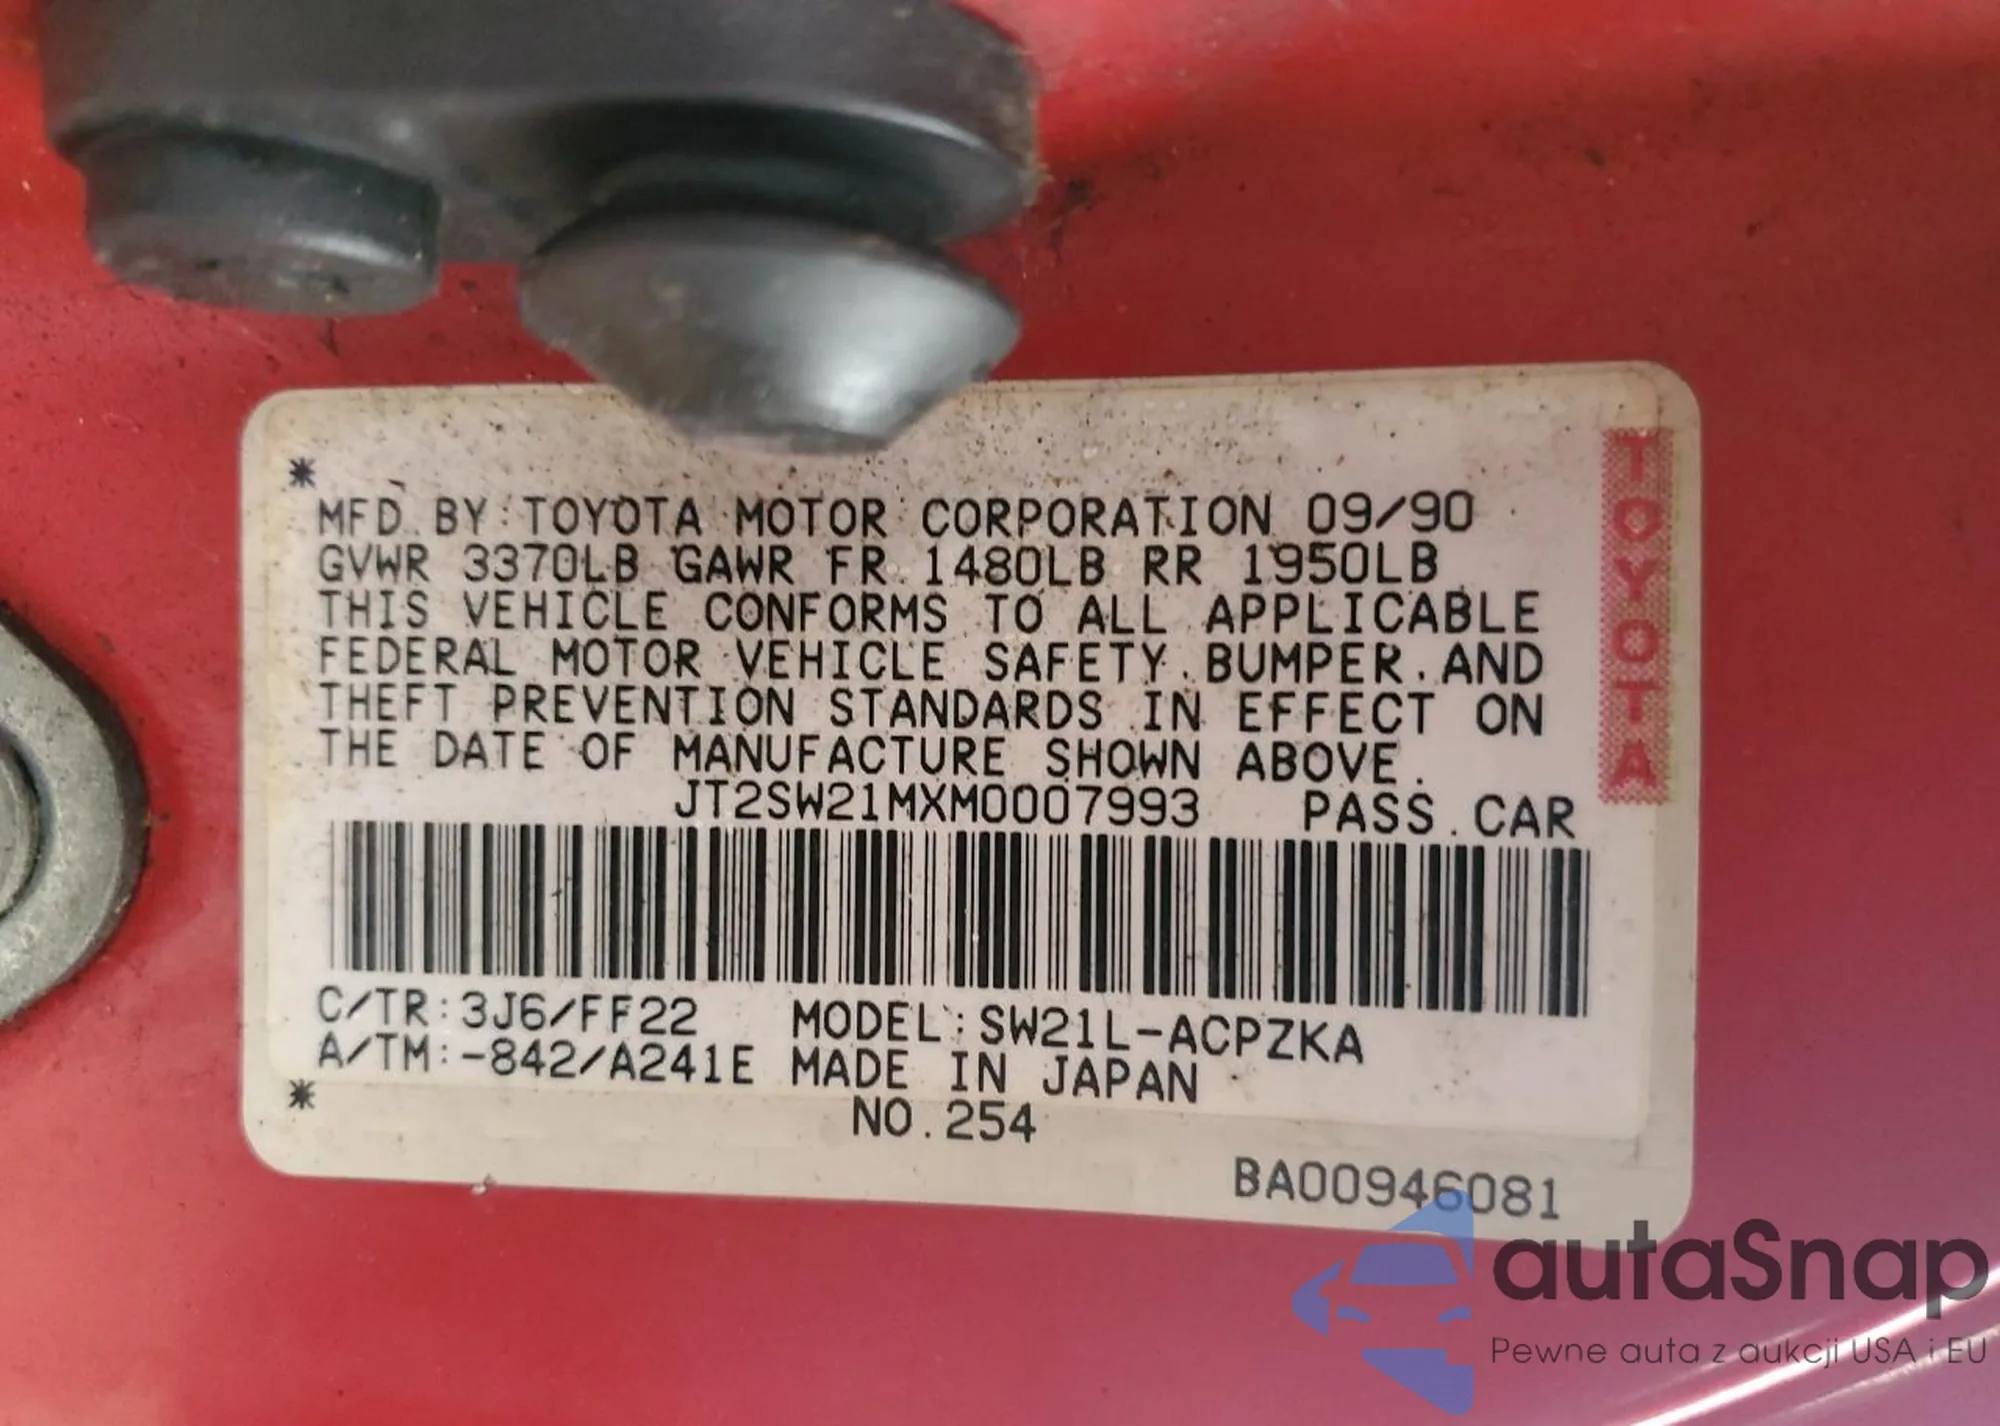 *
MFD. BY: TOYOTA MOTOR CORPORATION 09/90
GVWR 3370LB GAWR FR. 1480LB RR 1950LB
THIS VEHICLE CONFORMS TO ALL APPLICABLE
FEDERAL MOTOR VEHICLE SAFETY. BUMPER. AND
THEFT PREVENTION STANDARDS IN EFFECT ON
THE DATE OF MANUFACTURE SHOWN ABOVE.
JT2SW21MXM0007993 PASS. CAR
C/TR:3J6/FF22 MODEL:SW21L-ACPZKA
A/TM:-842/A241E MADE IN JAPAN
*
NO.254
BA00946081
TOYOTA
autaSnap
Pewne auta z aukcji USA i EU